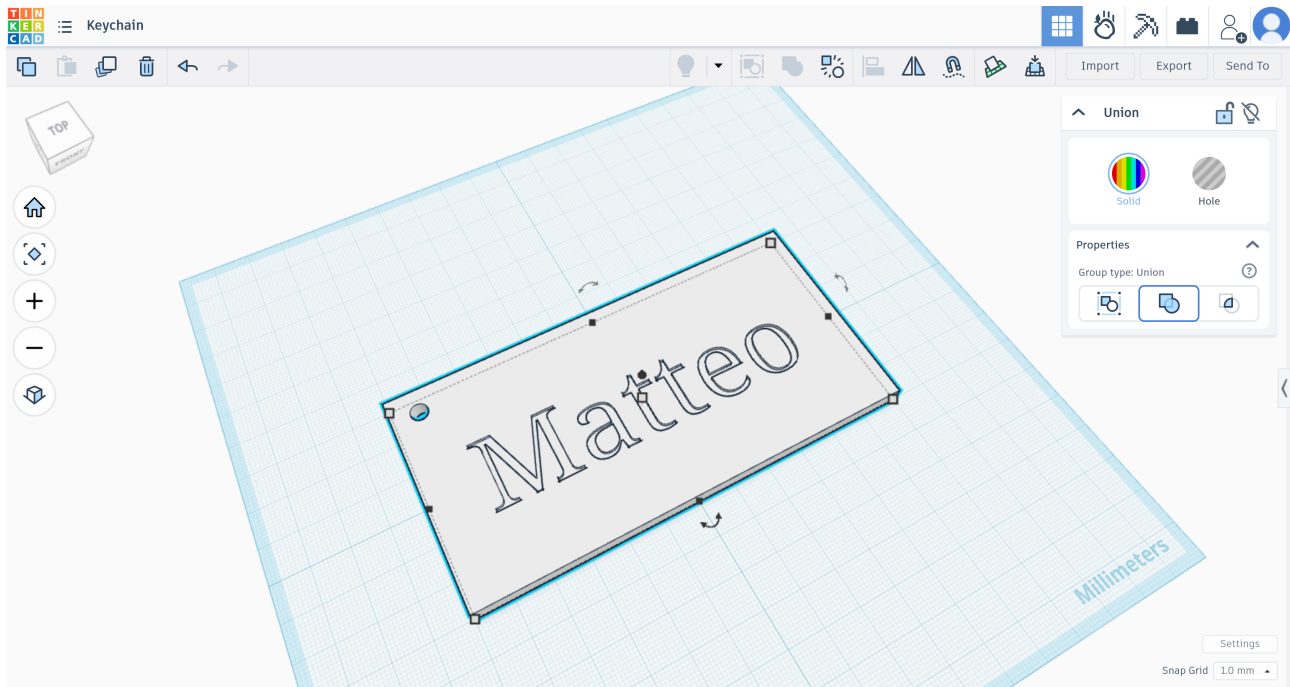 TIN
KER
CAD
Keychain
Import
Export
Send To
TOP
FRONT
Union
Solid
Hole
Properties
Group type: Union
?
Matteo
Millimeters
Settings
Snap Grid 1.0 mm